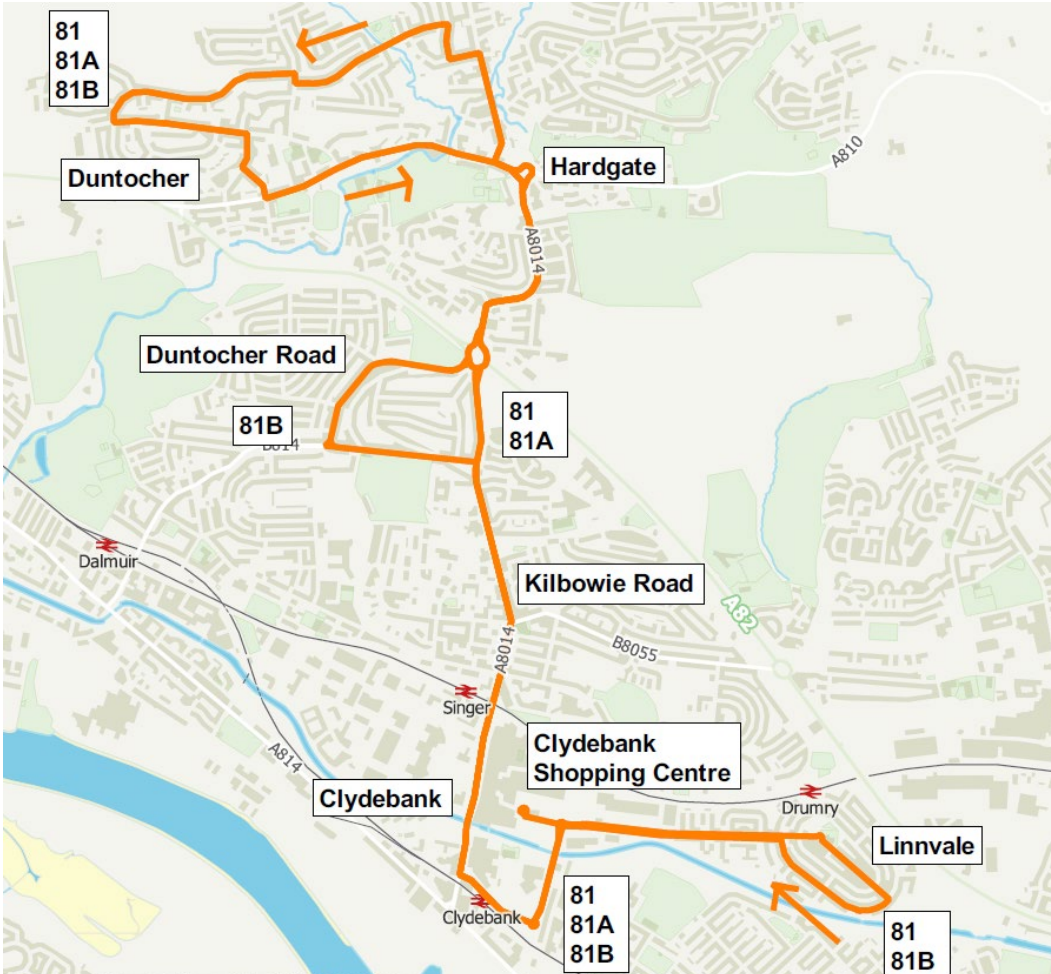 81
81A
81B
Duntocher
Hardgate
A810
A8014
Duntocher Road
81B
B814
81
81A
Dalmuir
Kilbowie Road
A82
A8014
B8055
Singer
A814
Clydebank
Shopping Centre
Clydebank
Drumry
Linnvale
Clydebank
81
81A
81B
81
81B